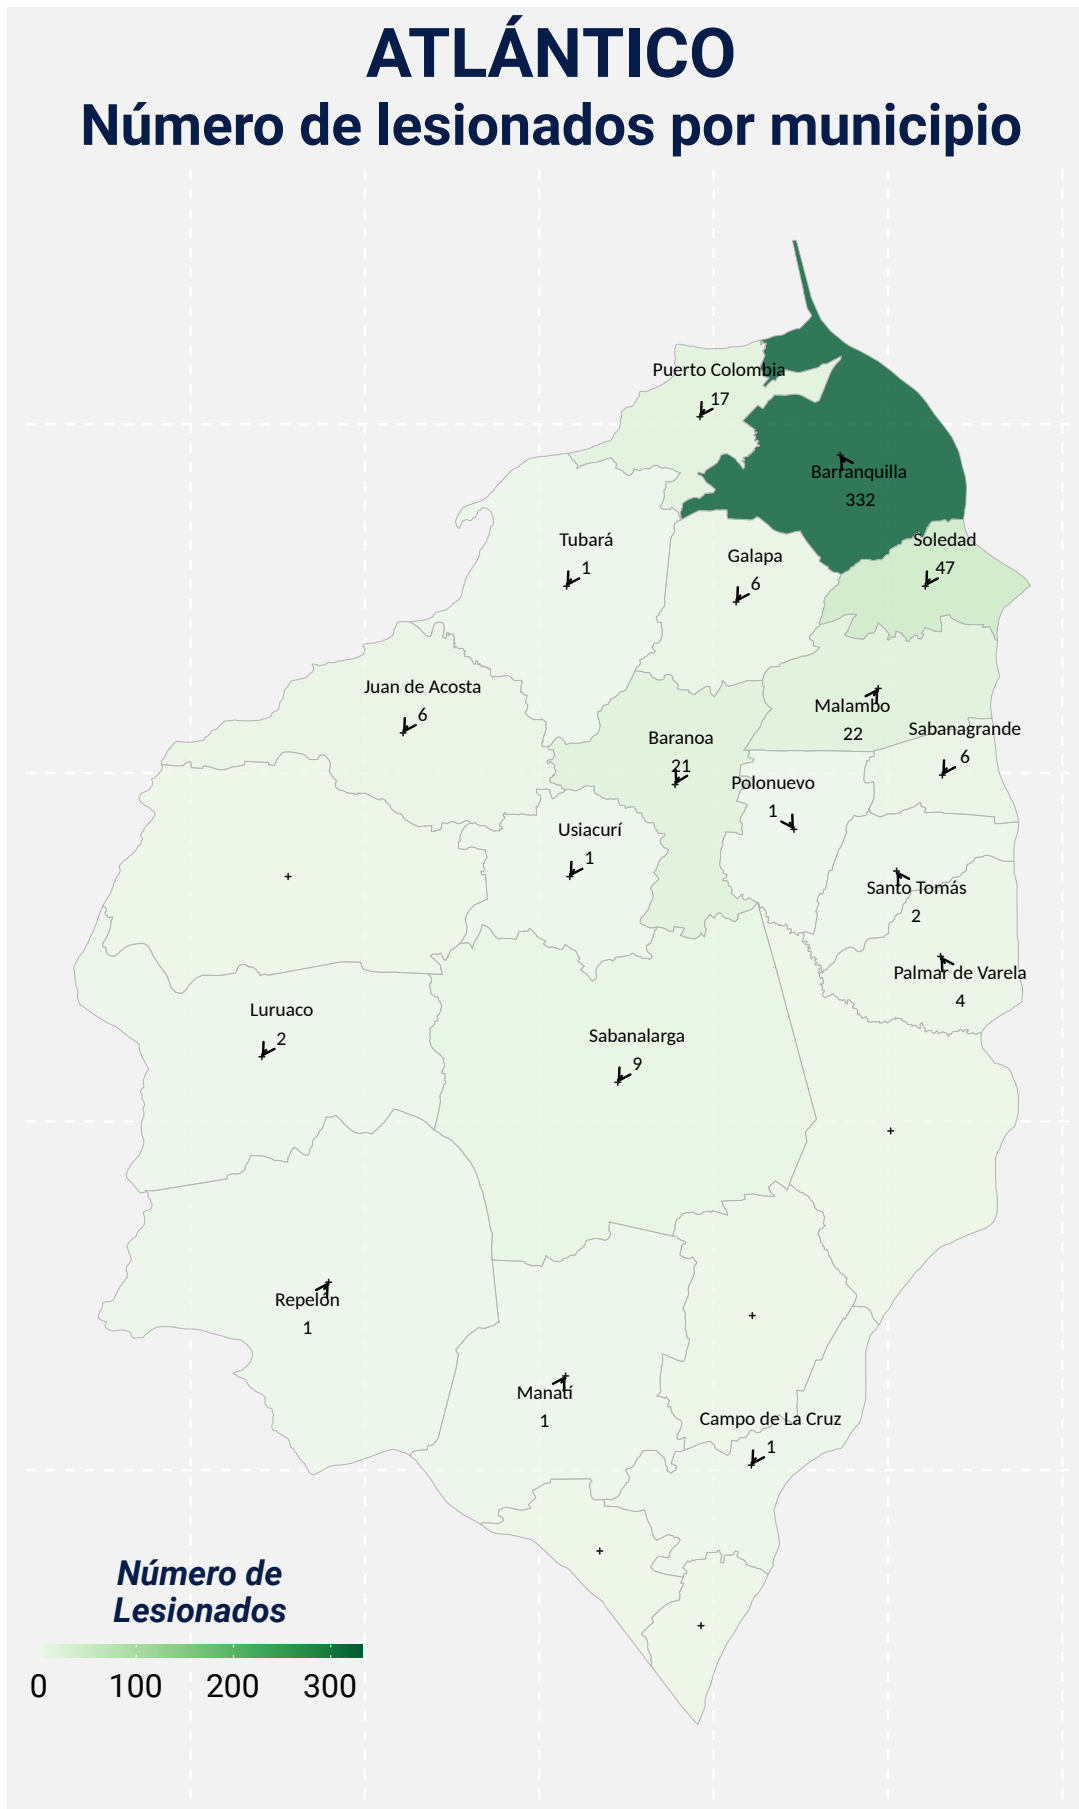 ATLÁNTICO
Número de lesionados por municipio
Puerto Colombia
17
Barranquilla
332
Tubará
1
Galapa
6
Soledad
47
Juan de Acosta
6
Malambo
22
Baranoa
21
Sabanagrande
6
Polonuevo
1
Usiacurí
1
Santo Tomás
2
Palmar de Varela
4
Luruaco
2
Sabanalarga
9
Repelón
1
Manatí
1
Campo de La Cruz
1
Número de
Lesionados
0 100 200 300